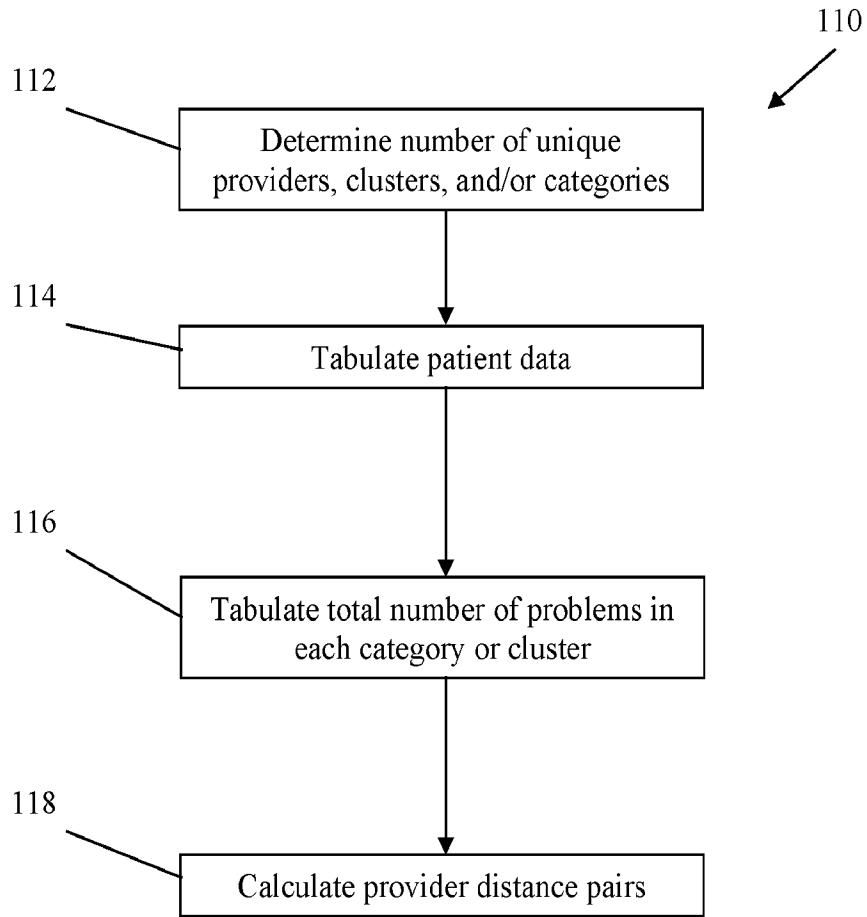 110
112
Determine number of unique
providers, clusters, and/or categories
114
Tabulate patient data
116
Tabulate total number of problems in
each category or cluster
118
Calculate provider distance pairs